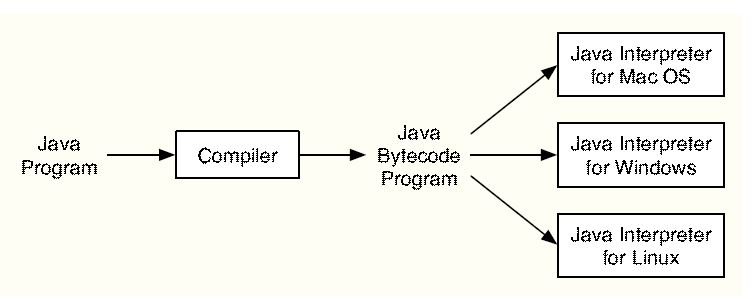 Java
Program
Compiler
Java
Bytecode
Program
Java Interpreter
for Mac OS
Java Interpreter
for Windows
Java Interpreter
for Linux